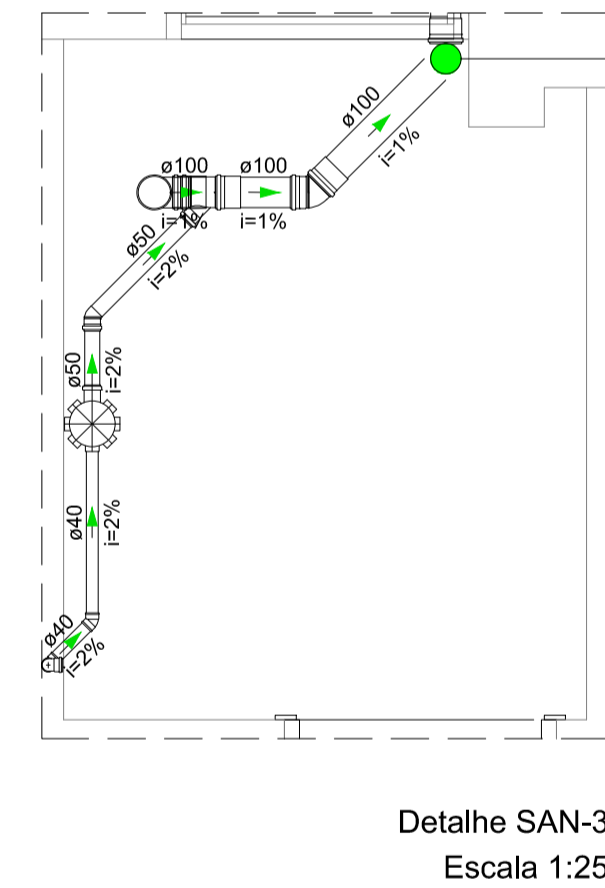 ø100
i=1%
ø100
ø100
i=1%
i=1%
ø50
i=2%
ø50
i=2%
ø40
i=2%
ø40
i=2%
Detalhe SAN-3
Escala 1:25